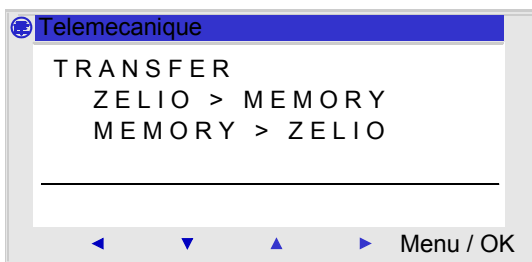 Telemecanique
TRANSFER
ZELIO > MEMORY
MEMORY > ZELIO
Menu / OK